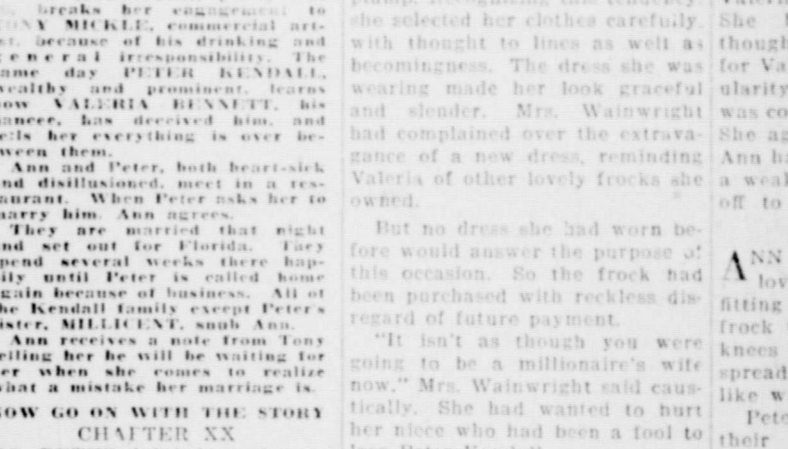 breaks her engagement to
TONY MICKLE, commercial art-
because of his drinking and
general irresponsibility. The
same day PETER KENDALL,
wealthy and prominent, learns
how VALERIA BENNETT, his
fiancee, has deceived him, and
tells her everything is over be-
tween them.
Ann and Peter, both heart-sick
and disillusioned, meet in a res-
taurant. When Peter asks her to
marry him, Ann agrees.
They are married that night
and set out for Florida. They
spend several weeks there hap-
pily until Peter is called home
again because of business. All of
the Kendall family except Peter's
sister, MILLICENT, snub Ann.
Ann receives a note from Tony
telling her he will be waiting for
her when she comes to realize
what a mistake her marriage is.
NOW GO ON WITH THE STORY
CHAPTER XX
plump. Recognizing this tendency,
she selected her clothes carefully,
with thought to lines as well as
becomingness. The dress she was
wearing made her look graceful
and slender. Mrs. Wainwright
had complained over the extrava-
gance of a new dress, reminding
Valeria of other lovely frocks she
owned.
But no dress she had worn be-
fore would answer the purpose of
this occasion. So the frock had
been purchased with reckless dis-
regard of future payment.
"It isn't as though you were
going to be a millionaire's wife
now," Mrs. Wainwright said caus-
tically. She had wanted to hurt
her niece who had been a fool to
She
though
for Va
ularity
was co
She ag
Ann ha
a weak
off to
ANN
lov
fitting
frock
knees
spread
like w
Pete
their